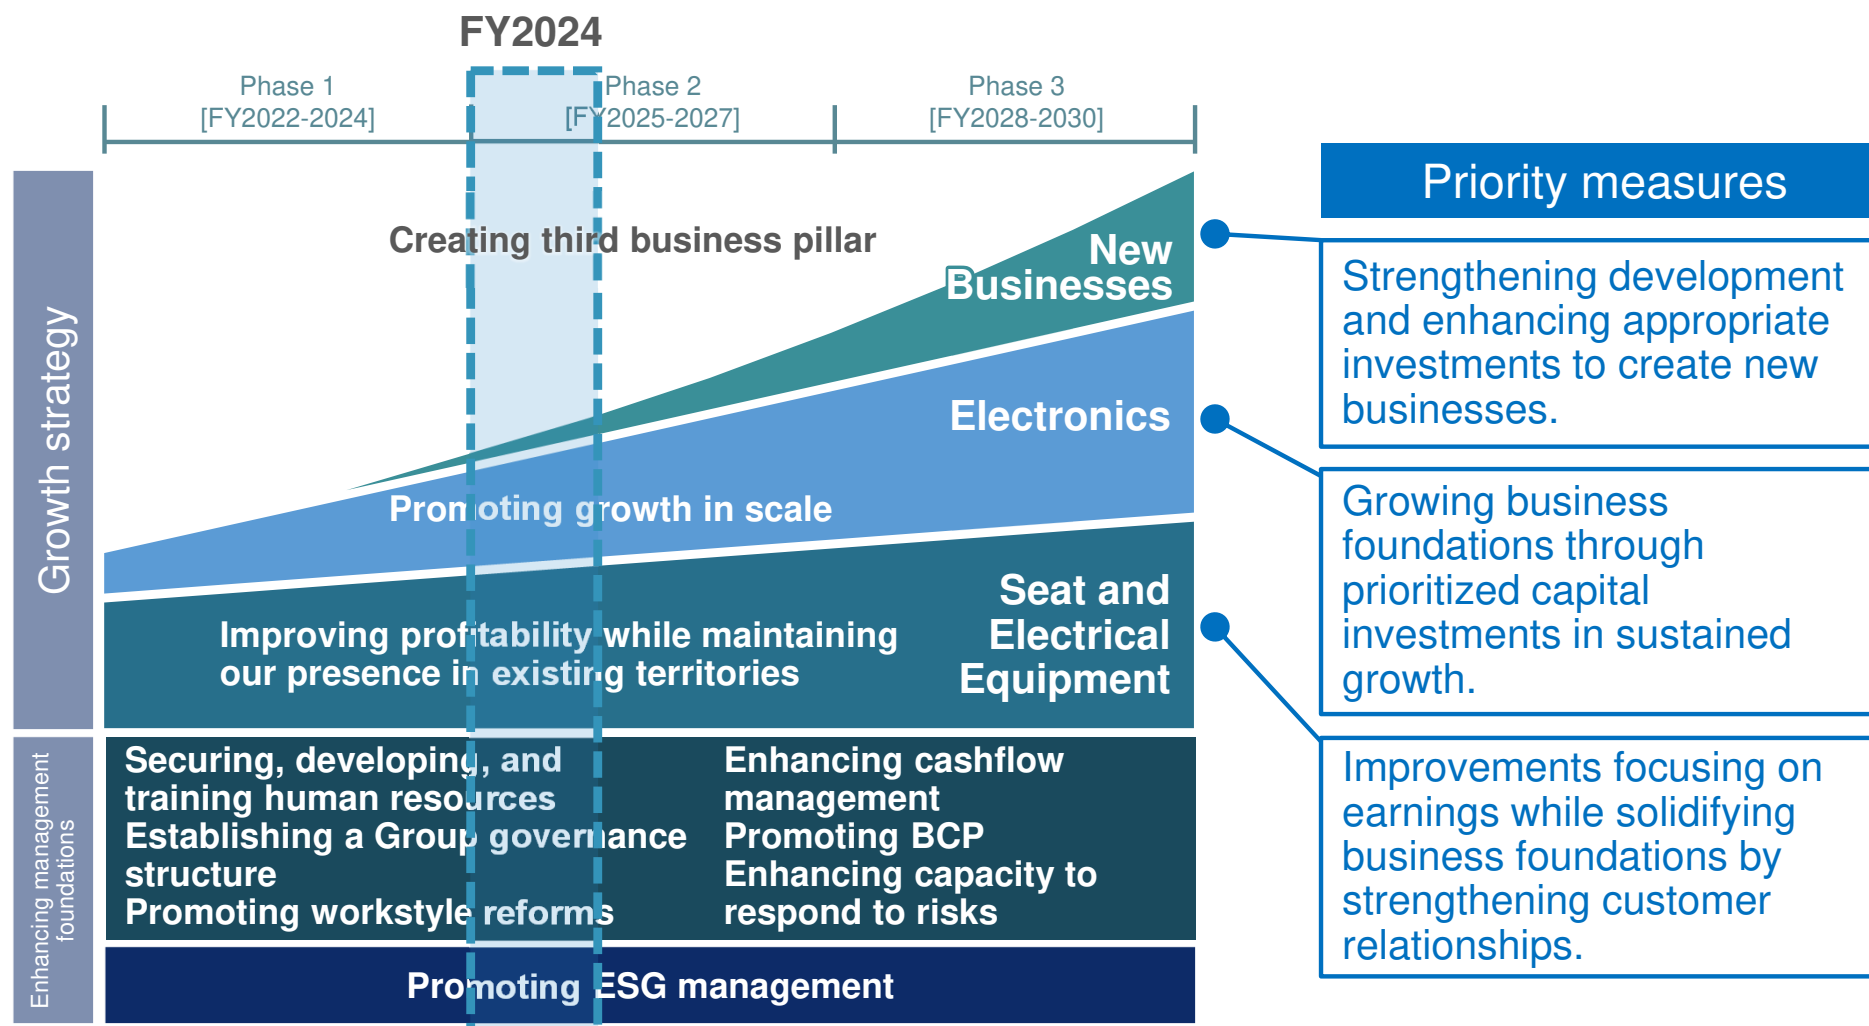 FY2024
Phase 1
[FY2022-2024]
Phase 2
[FY2025-2027]
Phase 3
[FY2028-2030]
Growth strategy
Creating third business pillar
New
Businesses
Electronics
Promoting growth in scale
Seat and
Electrical
Equipment
Improving profitability while maintaining
our presence in existing territories
Enhancing management
foundations
Securing, developing, and
training human resources
Establishing a Group governance
structure
Promoting workstyle reforms
Enhancing cashflow
management
Promoting BCP
Enhancing capacity to
respond to risks
Promoting ESG management
Priority measures
Strengthening development
and enhancing appropriate
investments to create new
businesses.
Growing business
foundations through
prioritized capital
investments in sustained
growth.
Improvements focusing on
earnings while solidifying
business foundations by
strengthening customer
relationships.